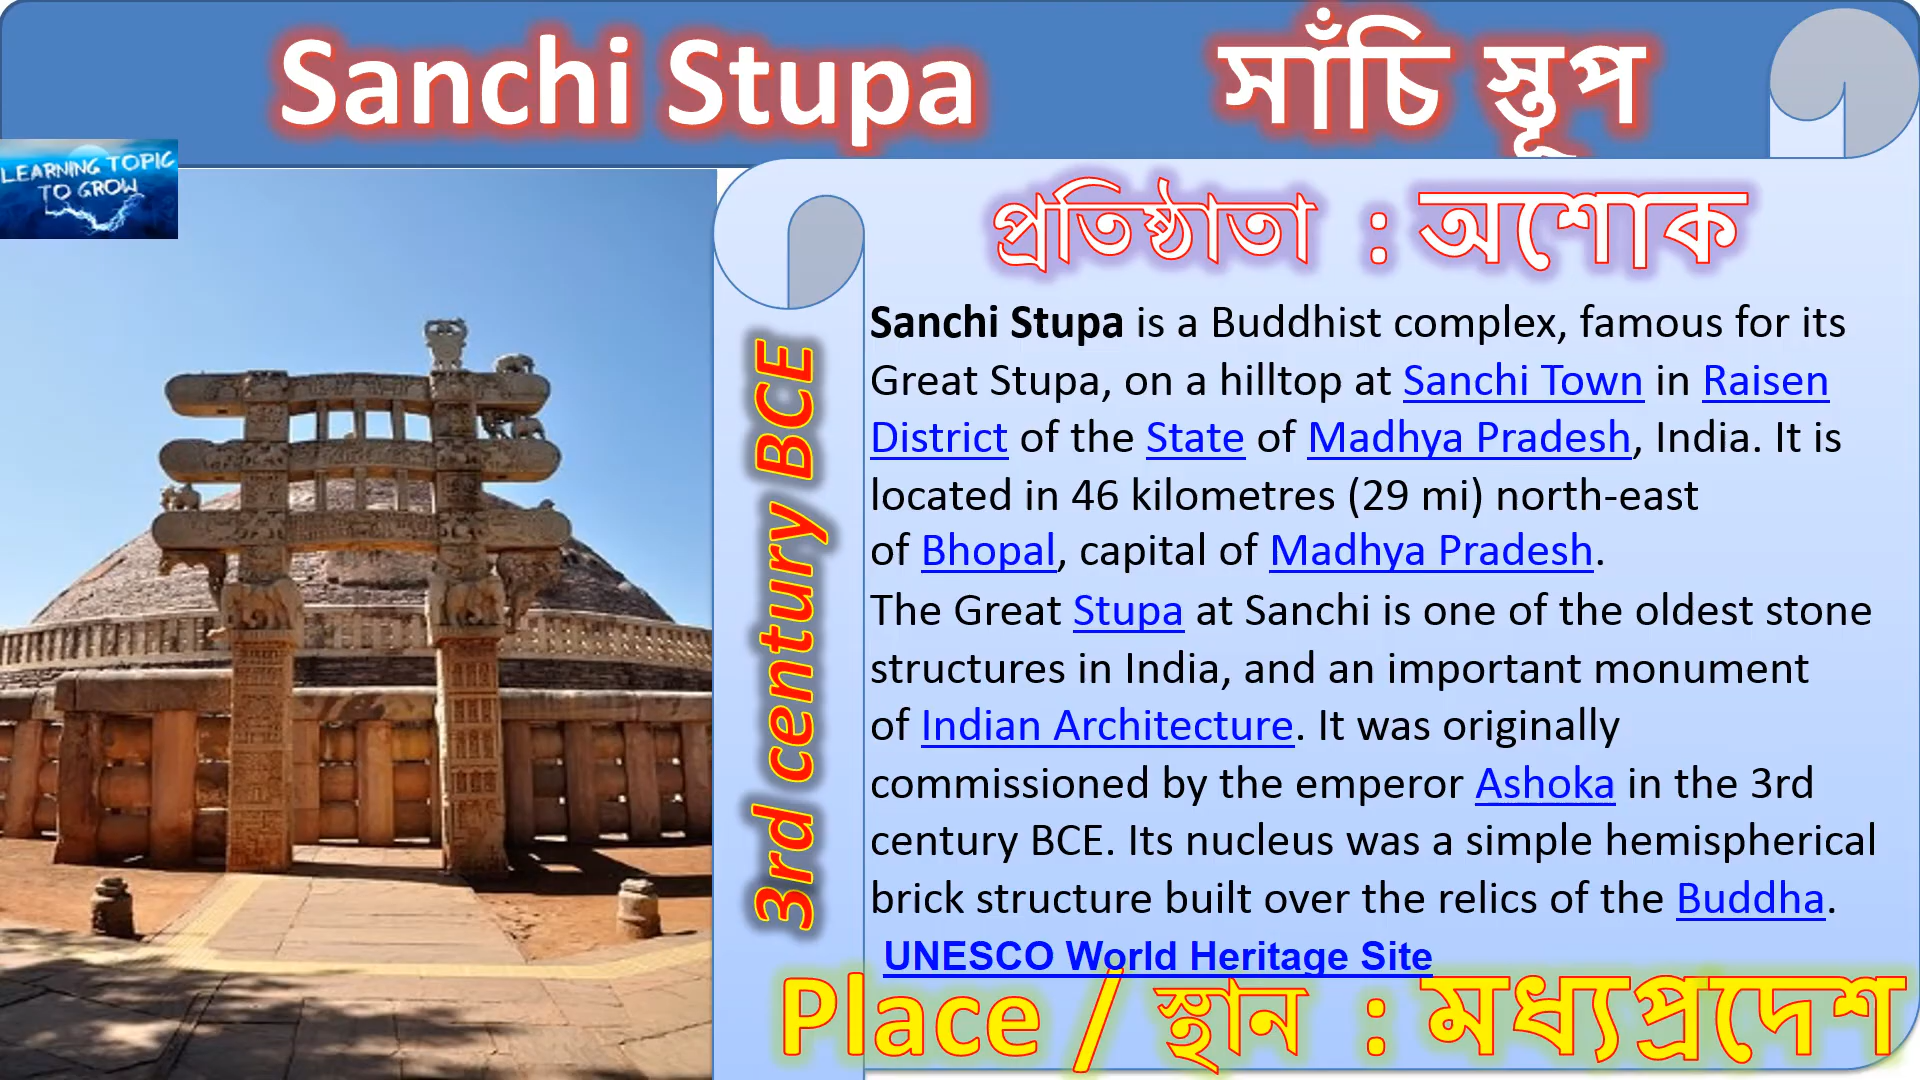 Sanchi Stupa সাঁচি স্তূপ
LEARNING TOPIC
TO GROW
প্রতিষ্ঠাতা : অশোক
3rd century BCE
Sanchi Stupa is a Buddhist complex, famous for its
Great Stupa, on a hilltop at Sanchi Town in Raisen
District of the State of Madhya Pradesh, India. It is
located in 46 kilometres (29 mi) north-east
of Bhopal, capital of Madhya Pradesh.
The Great Stupa at Sanchi is one of the oldest stone
structures in India, and an important monument
of Indian Architecture. It was originally
commissioned by the emperor Ashoka in the 3rd
century BCE. Its nucleus was a simple hemispherical
brick structure built over the relics of the Buddha.
UNESCO World Heritage Site
Place / স্থান : মধ্যপ্রদেশ